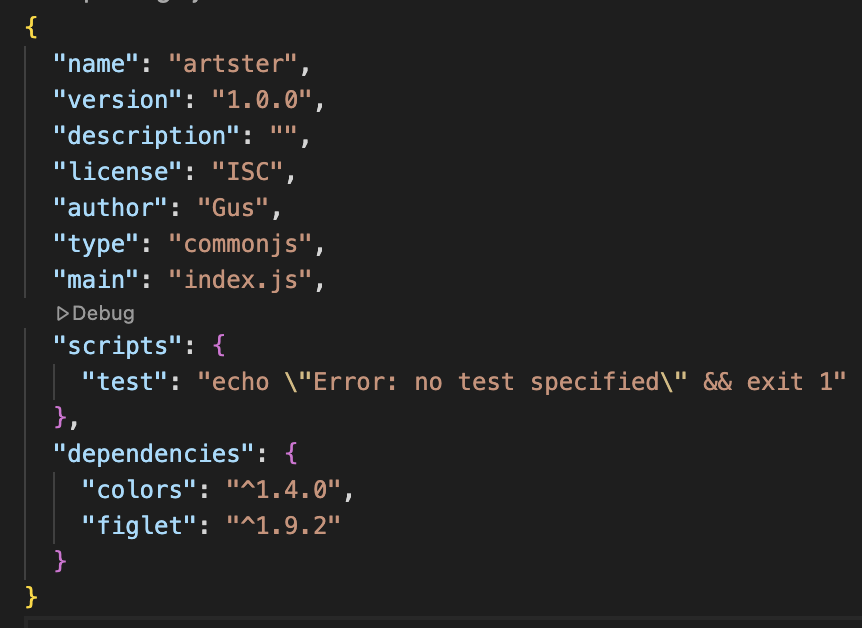 {
"name": "artster",
"version": "1.0.0",
"description": "",
"license": "ISC",
"author": "Gus",
"type": "commonjs",
"main": "index.js",
Debug
"scripts": {
"test": "echo \"Error: no test specified\" && exit 1"
},
"dependencies": {
"colors": "^1.4.0",
"figlet": "^1.9.2"
}
}